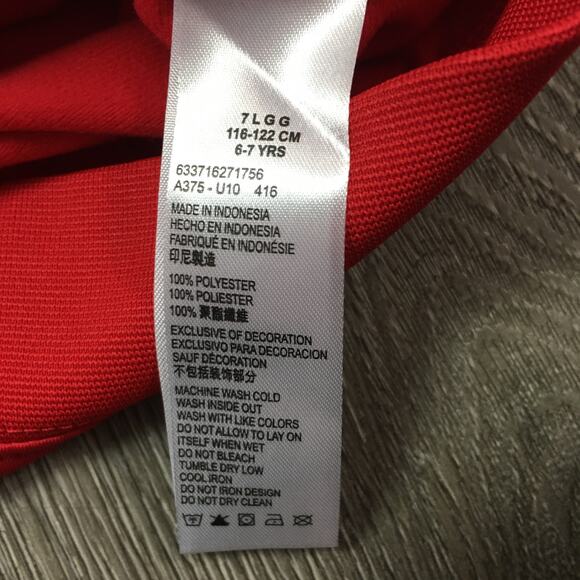 7 L G G
116-122 CM
6-7 YRS
633716271756
A375 - U10 416
MADE IN INDONESIA
HECHO EN INDONESIA
FABRIQUÉ EN INDONÉSIE
印尼製造
100% POLYESTER
100% POLIESTER
100% 聚酯纖維
EXCLUSIVE OF DECORATION
EXCLUSIVO PARA DECORACION
SAUF DÉCORATION
不包括装饰部分
MACHINE WASH COLD
WASH INSIDE OUT
WASH WITH LIKE COLORS
DO NOT ALLOW TO LAY ON
ITSELF WHEN WET
DO NOT BLEACH
TUMBLE DRY LOW
COOL IRON
DO NOT IRON DESIGN
DO NOT DRY CLEAN